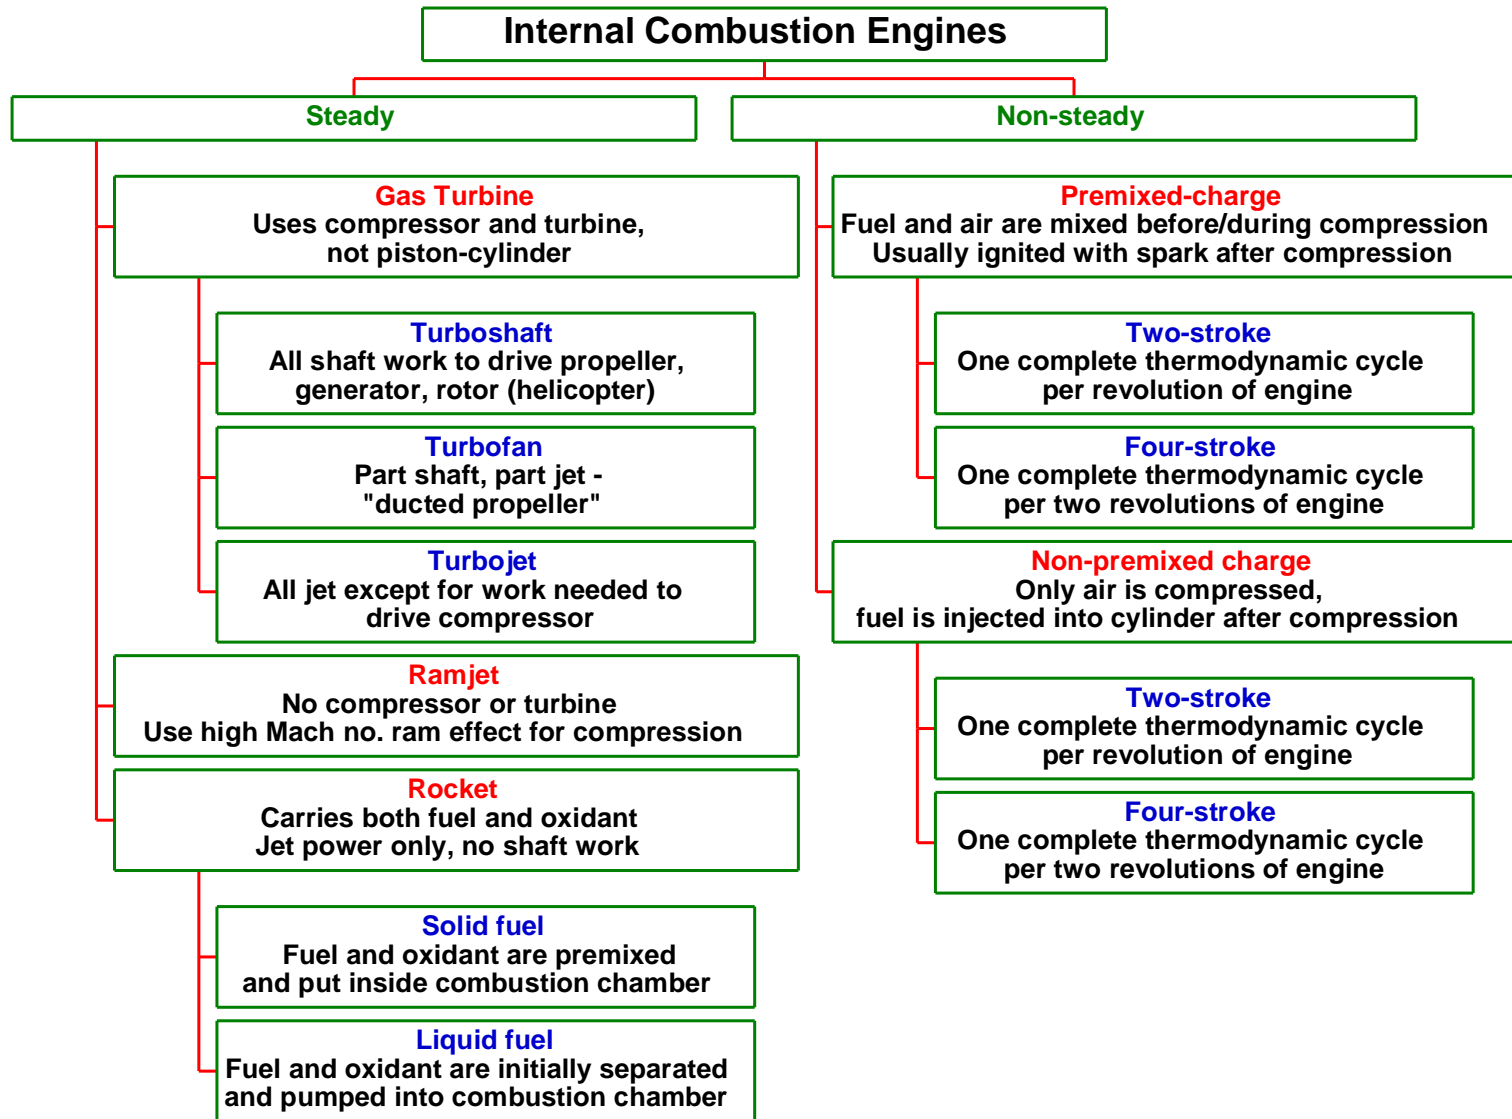 Internal Combustion Engines
Steady
Gas Turbine
Uses compressor and turbine,
not piston-cylinder
Turboshaft
All shaft work to drive propeller,
generator, rotor (helicopter)
Turbofan
Part shaft, part jet -
"ducted propeller"
Turbojet
All jet except for work needed to
drive compressor
Ramjet
No compressor or turbine
Use high Mach no. ram effect for compression
Rocket
Carries both fuel and oxidant
Jet power only, no shaft work
Solid fuel
Fuel and oxidant are premixed
and put inside combustion chamber
Liquid fuel
Fuel and oxidant are initially separated
and pumped into combustion chamber
Non-steady
Premixed-charge
Fuel and air are mixed before/during compression
Usually ignited with spark after compression
Two-stroke
One complete thermodynamic cycle
per revolution of engine
Four-stroke
One complete thermodynamic cycle
per two revolutions of engine
Non-premixed charge
Only air is compressed,
fuel is injected into cylinder after compression
Two-stroke
One complete thermodynamic cycle
per revolution of engine
Four-stroke
One complete thermodynamic cycle
per two revolutions of engine